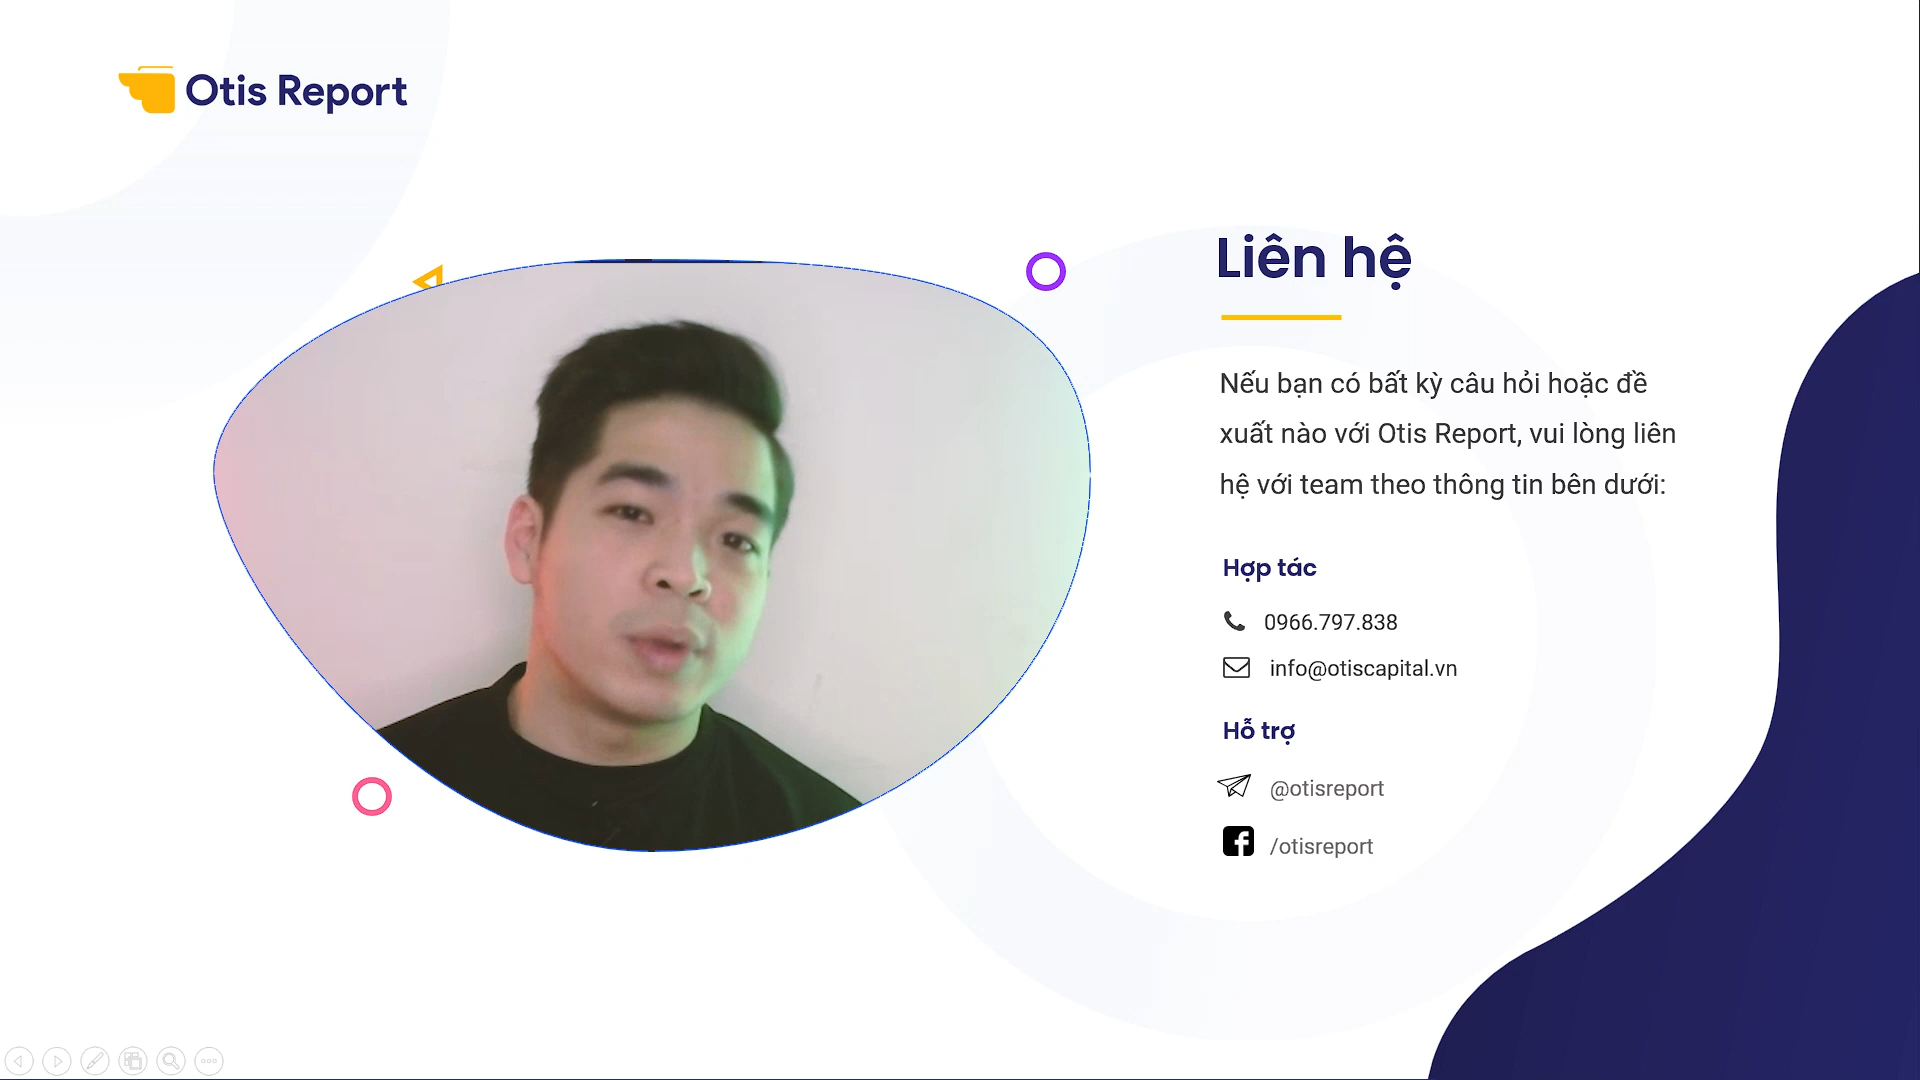 Otis Report
Liên hệ
Nếu bạn có bất kỳ câu hỏi hoặc đề
xuất nào với Otis Report, vui lòng liên
hệ với team theo thông tin bên dưới:
Hợp tác
0966.797.838
info@otiscapital.vn
Hỗ trợ
@otisreport
/otisreport